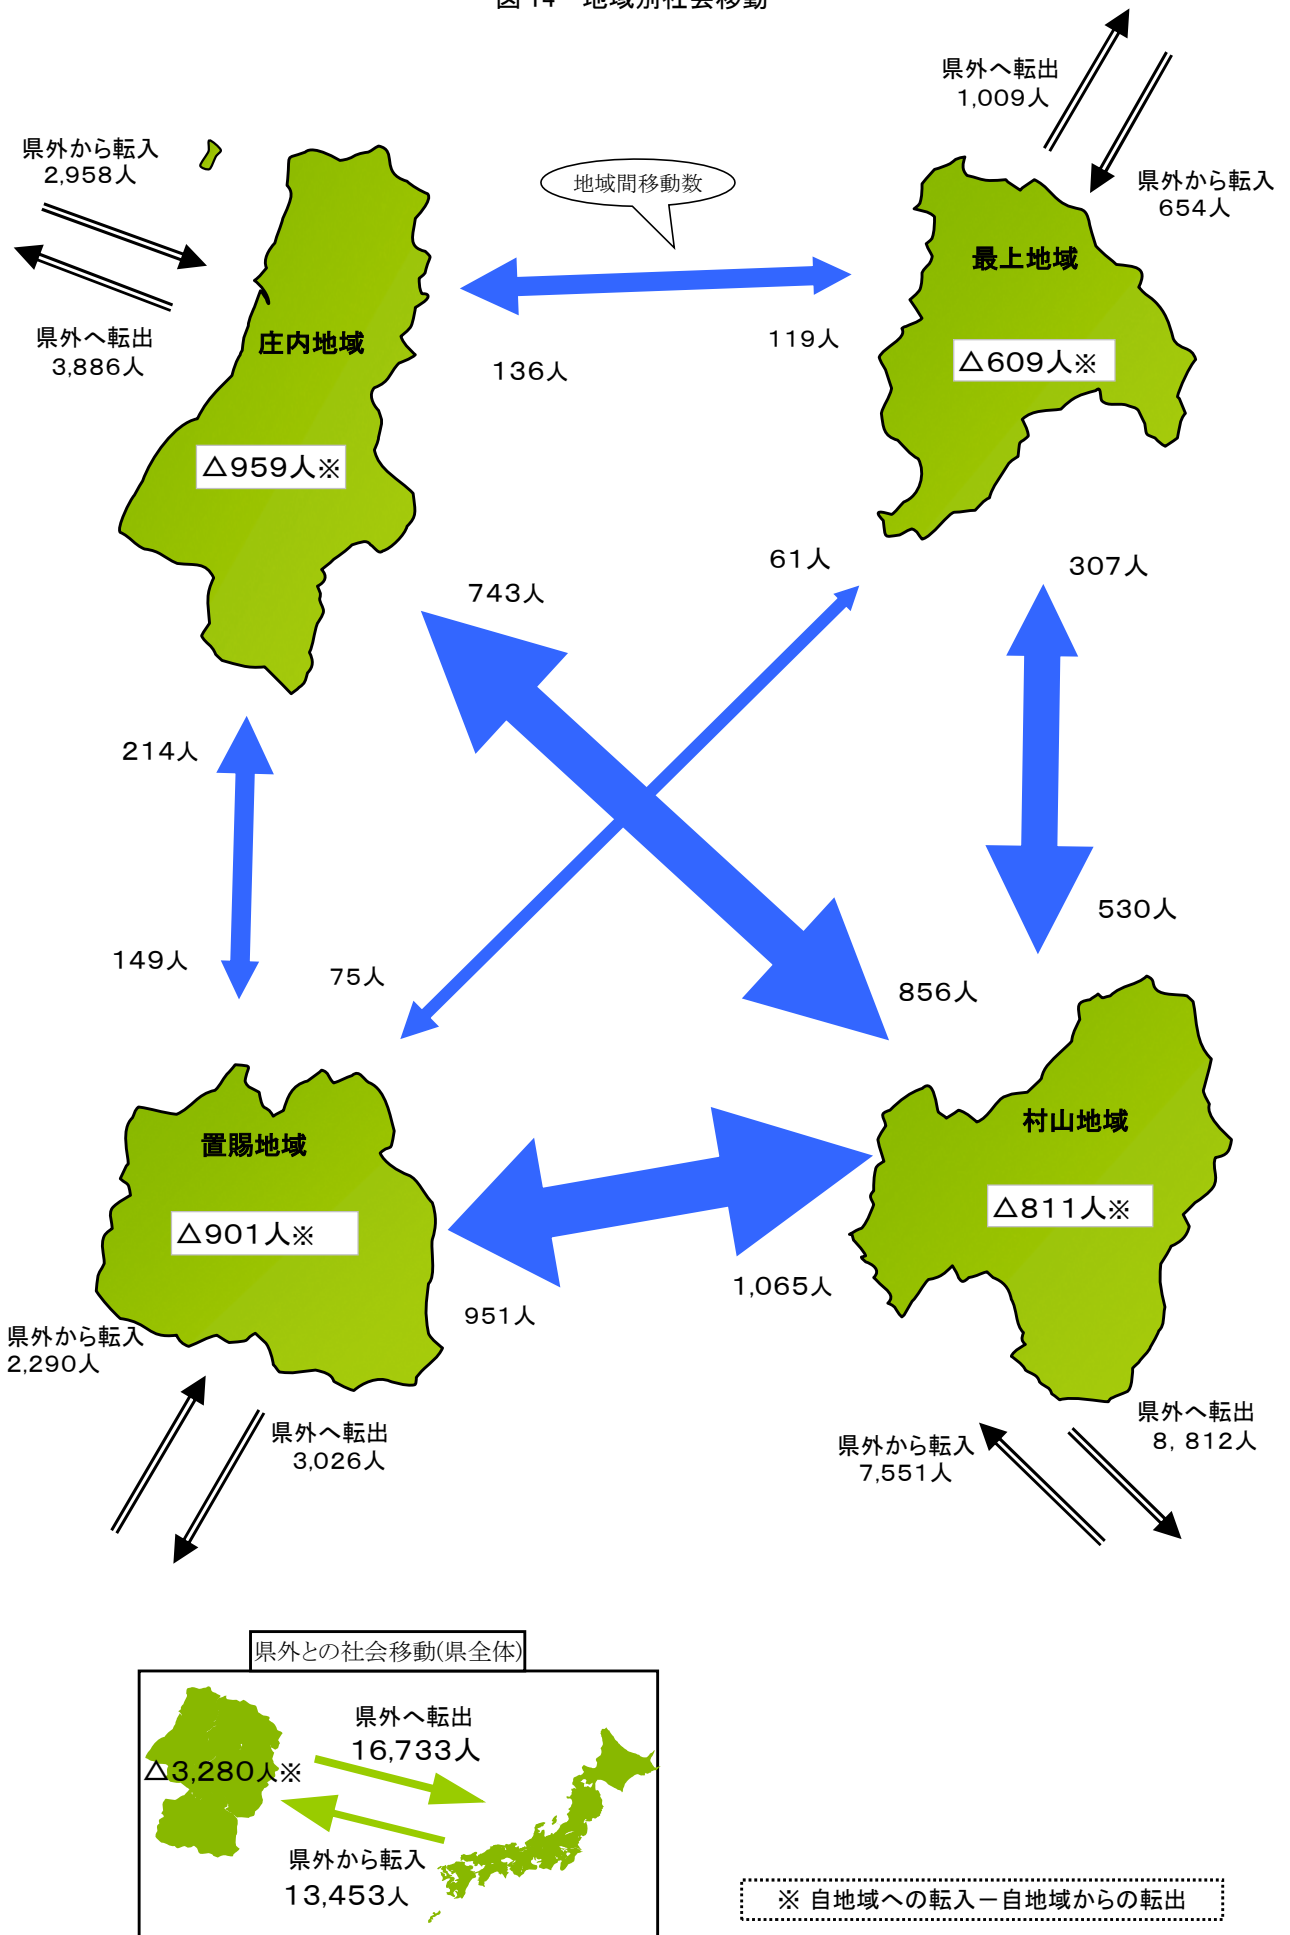 図 14 地域別社会移動
県外へ転出
1,009人
県外から転入
2,958人
地域間移動数
県外から転入
654人
最上地域
県外へ転出
3,886人
庄内地域
119人
136人
△609人※
△959人※
61人
307人
743人
214人
530人
149人
75人
856人
村山地域
置賜地域
△811人※
△901人※
1,065人
951人
県外から転入
2,290人
県外へ転出
3,026人
県外へ転出
8, 812人
県外から転入
7,551人
県外との社会移動(県全体)
県外へ転出
16,733人
△3,280人※
県外から転入
13,453人
※ 自地域への転入－自地域からの転出